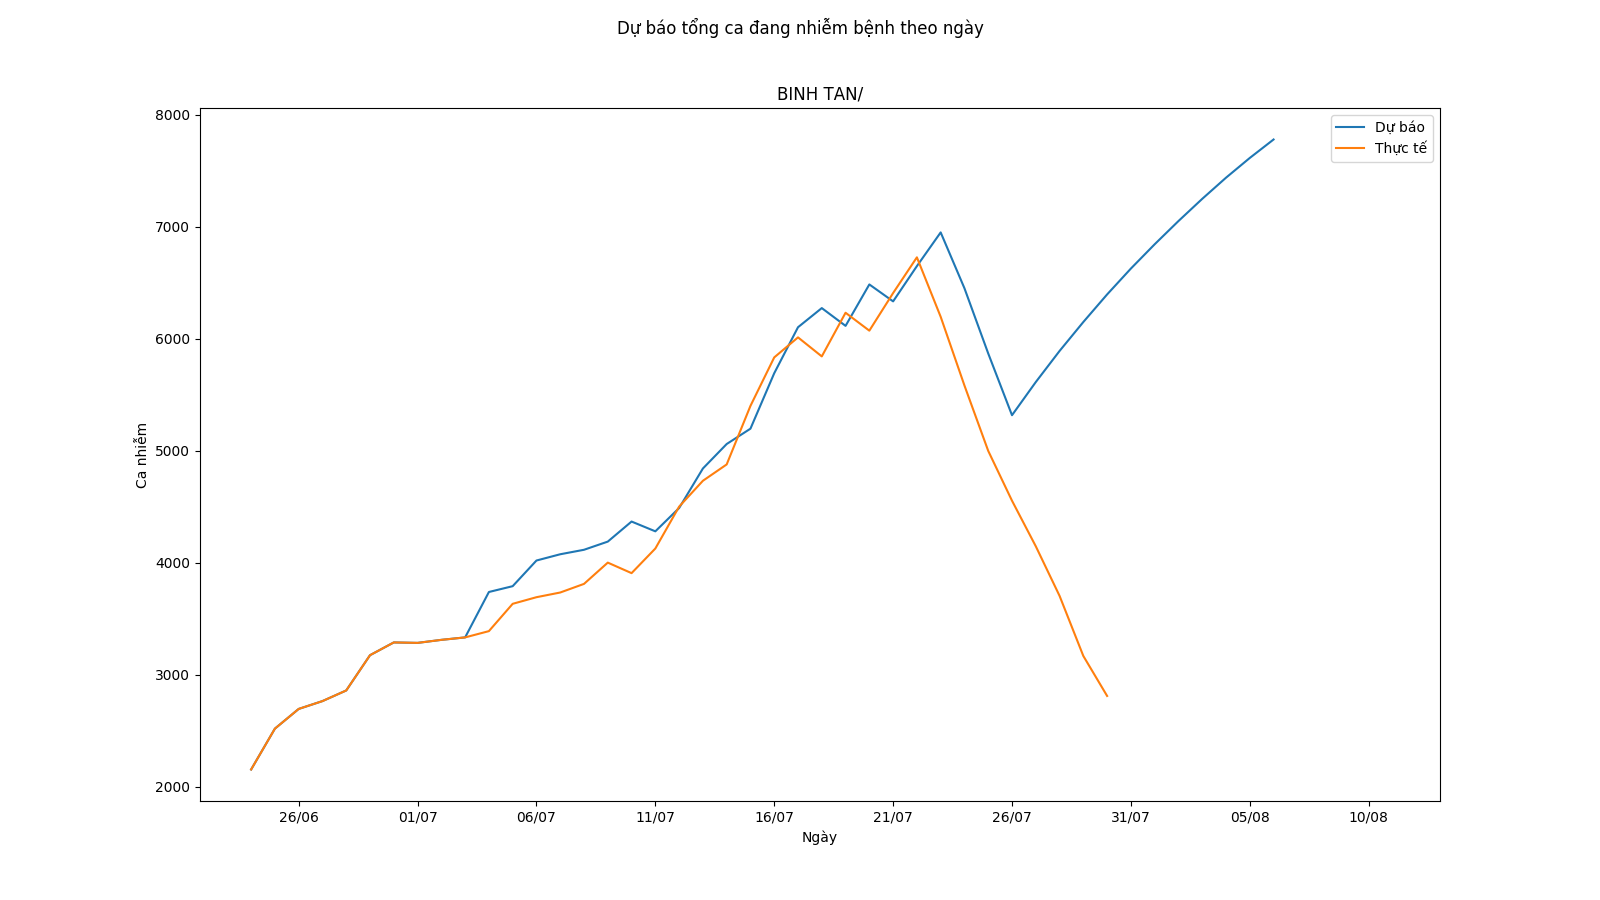 Dự báo tổng ca đang nhiễm bệnh theo ngày
BINH TAN/
8000
7000
6000
5000
4000
3000
2000
Ca nhiễm
Dự báo
Thực tế
26/06 01/07 06/07 11/07 16/07 21/07 26/07 31/07 05/08 10/08
Ngày